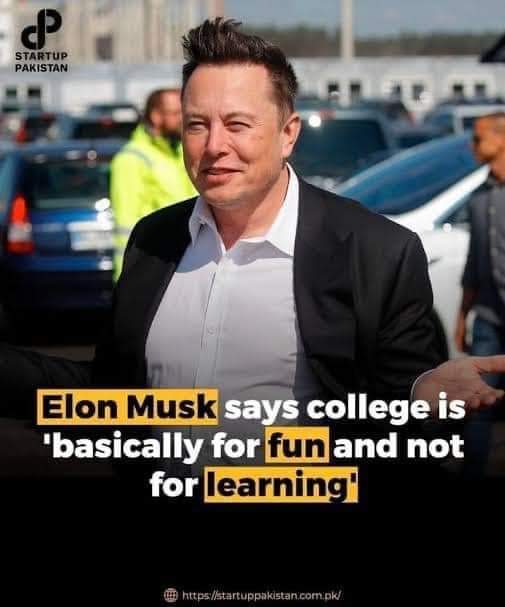 STARTUP
PAKISTAN
Elon Musk says college is
'basically for fun and not
for learning'
https://startuppakistan.com.pk/